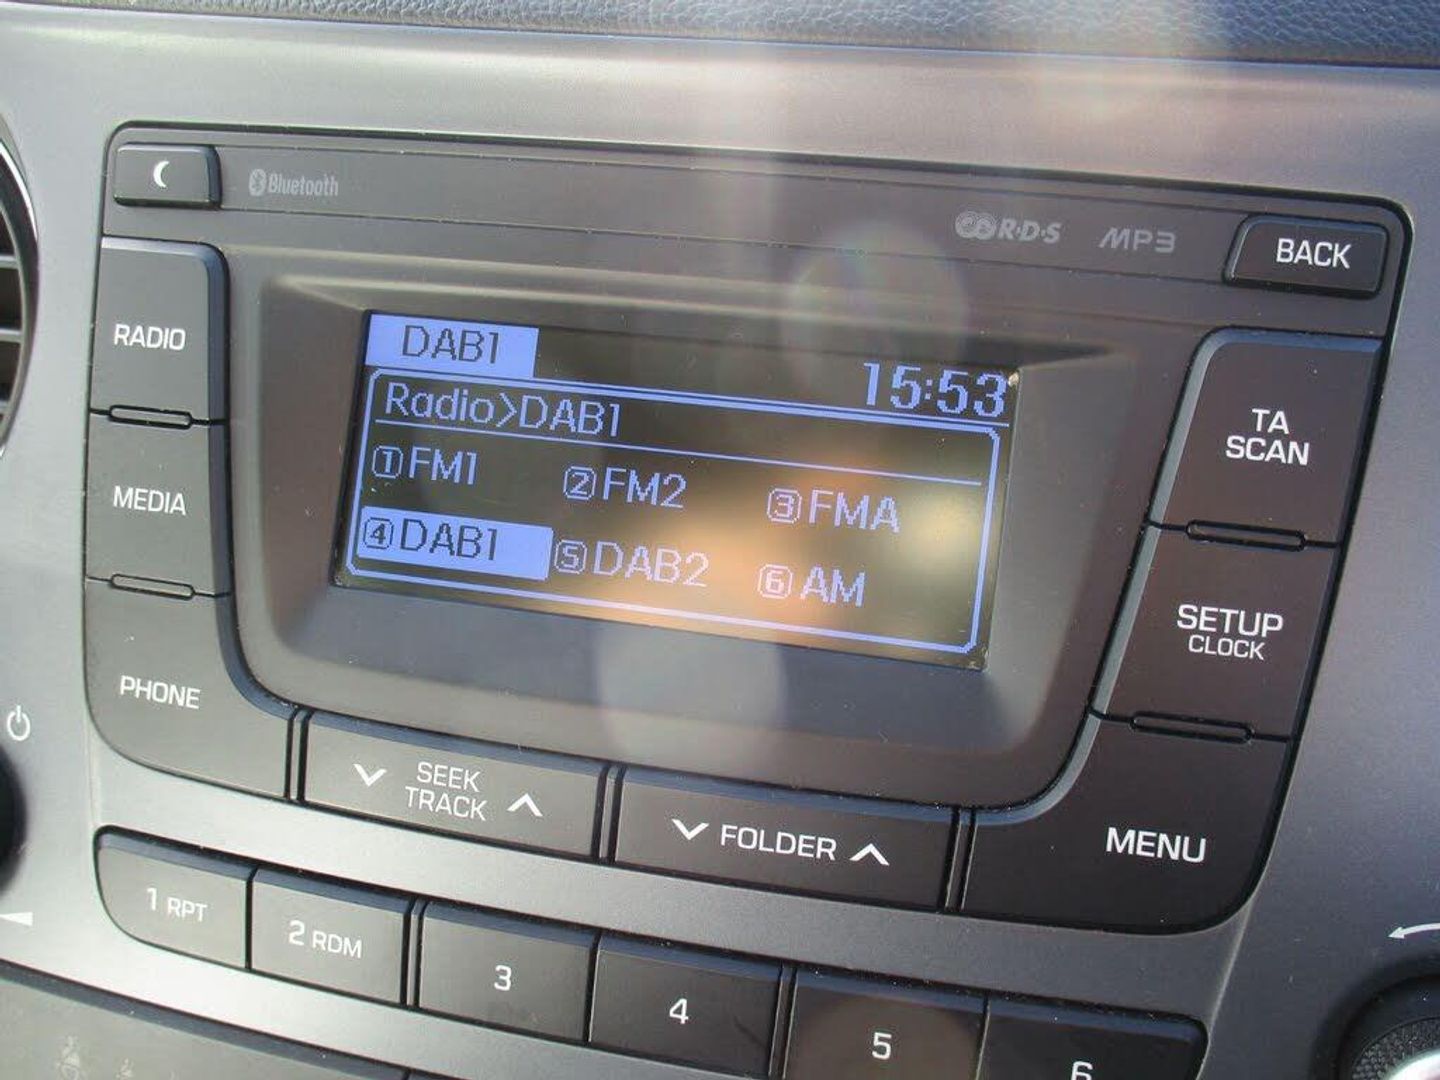 Bluetooth
R·D·S MP3 BACK
RADIO
DAB1
15:53
Radio>DAB1
①FM1 ②FM2 ③FMA
④DAB1 ⑤DAB2 ⑥AM
TA
SCAN
MEDIA
SETUP
CLOCK
PHONE
SEEK
TRACK
FOLDER
MENU
1 RPT
2 RDM
3
4
5
6